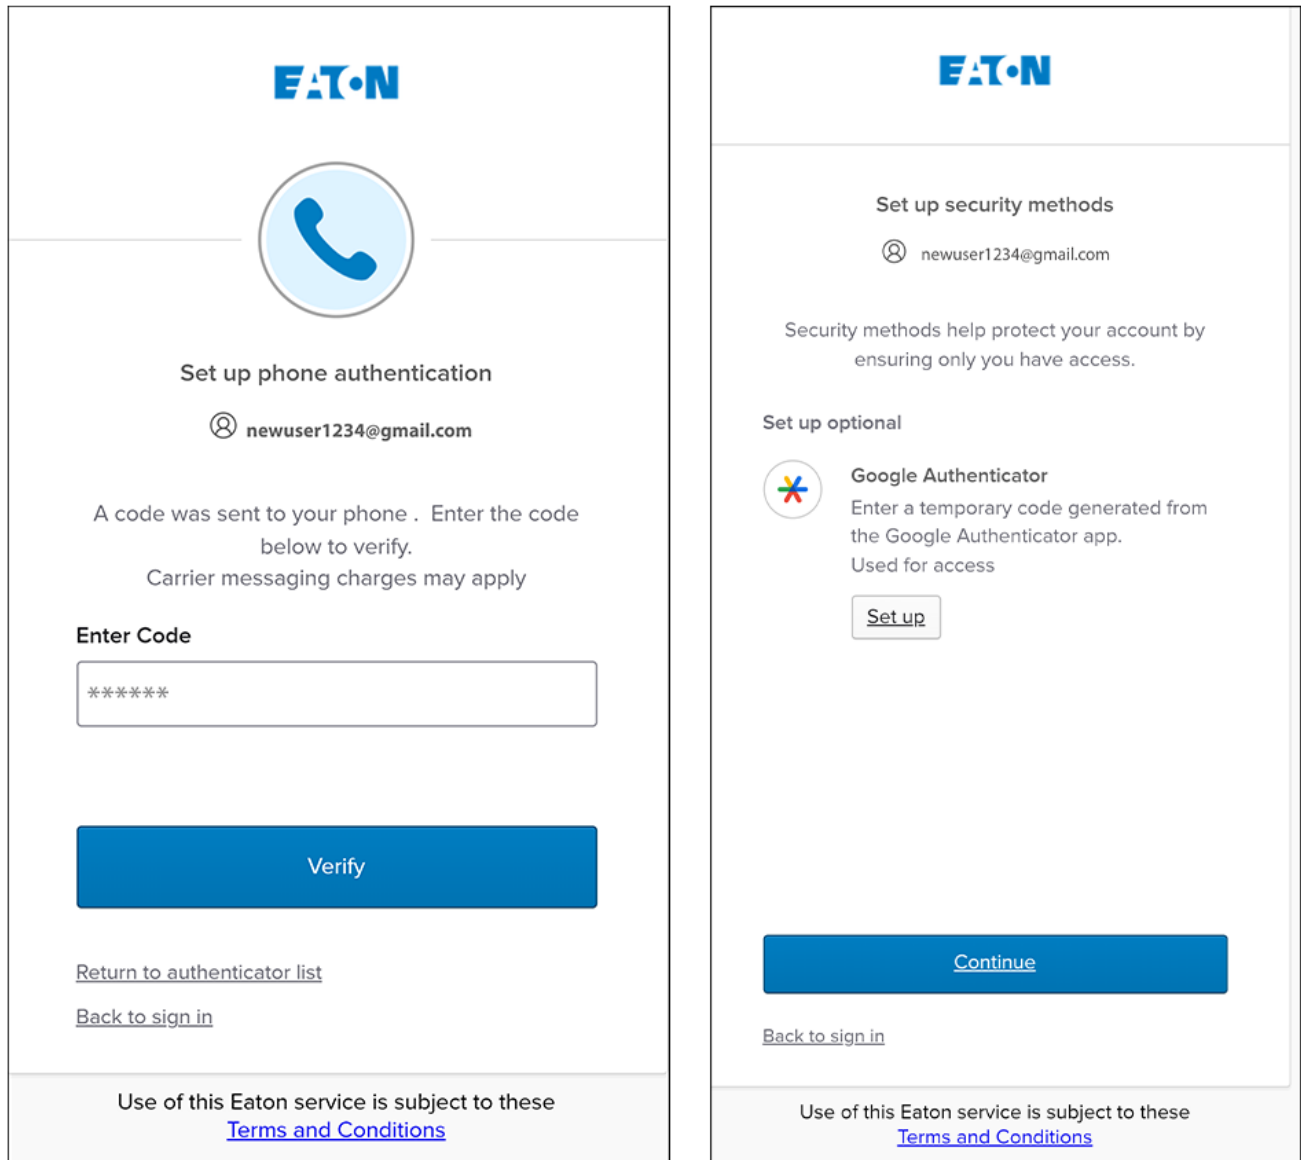 EATON
Set up phone authentication
newuser1234@gmail.com
A code was sent to your phone . Enter the code
below to verify.
Carrier messaging charges may apply
Enter Code
******
Verify
Return to authenticator list
Back to sign in
Use of this Eaton service is subject to these
Terms and Conditions
EATON
Set up security methods
newuser1234@gmail.com
Security methods help protect your account by
ensuring only you have access.
Set up optional
Google Authenticator
Enter a temporary code generated from
the Google Authenticator app.
Used for access
Set up
Continue
Back to sign in
Use of this Eaton service is subject to these
Terms and Conditions